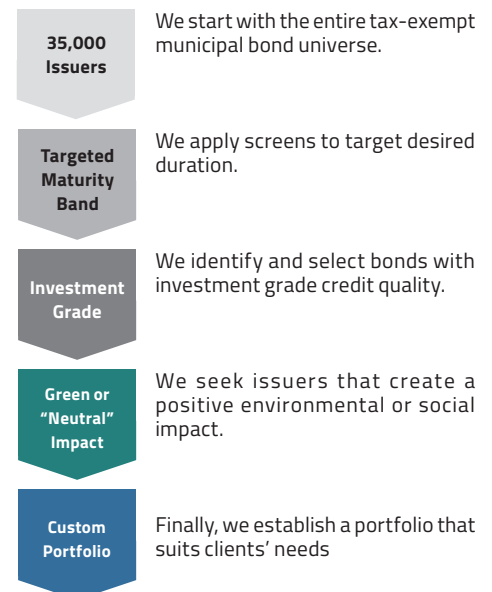 35,000
Issuers
We start with the entire tax-exempt
municipal bond universe.
Targeted
Maturity
Band
We apply screens to target desired
duration.
Investment
Grade
We identify and select bonds with
investment grade credit quality.
Green or
“Neutral”
Impact
We seek issuers that create a
positive environmental or social
impact.
Custom
Portfolio
Finally, we establish a portfolio that
suits clients’ needs